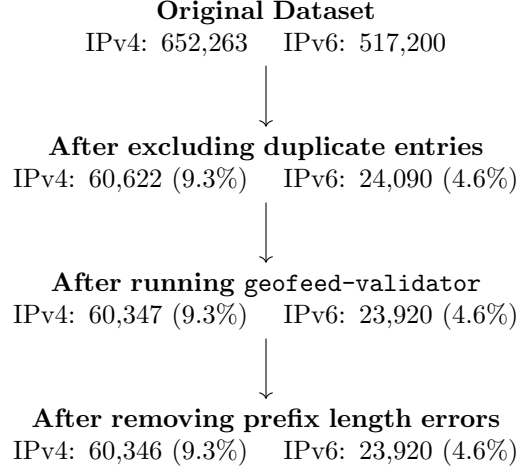 Original Dataset
IPv4: 652,263 IPv6: 517,200
After excluding duplicate entries
IPv4: 60,622 (9.3%) IPv6: 24,090 (4.6%)
After running geofeed-validator
IPv4: 60,347 (9.3%) IPv6: 23,920 (4.6%)
After removing prefix length errors
IPv4: 60,346 (9.3%) IPv6: 23,920 (4.6%)